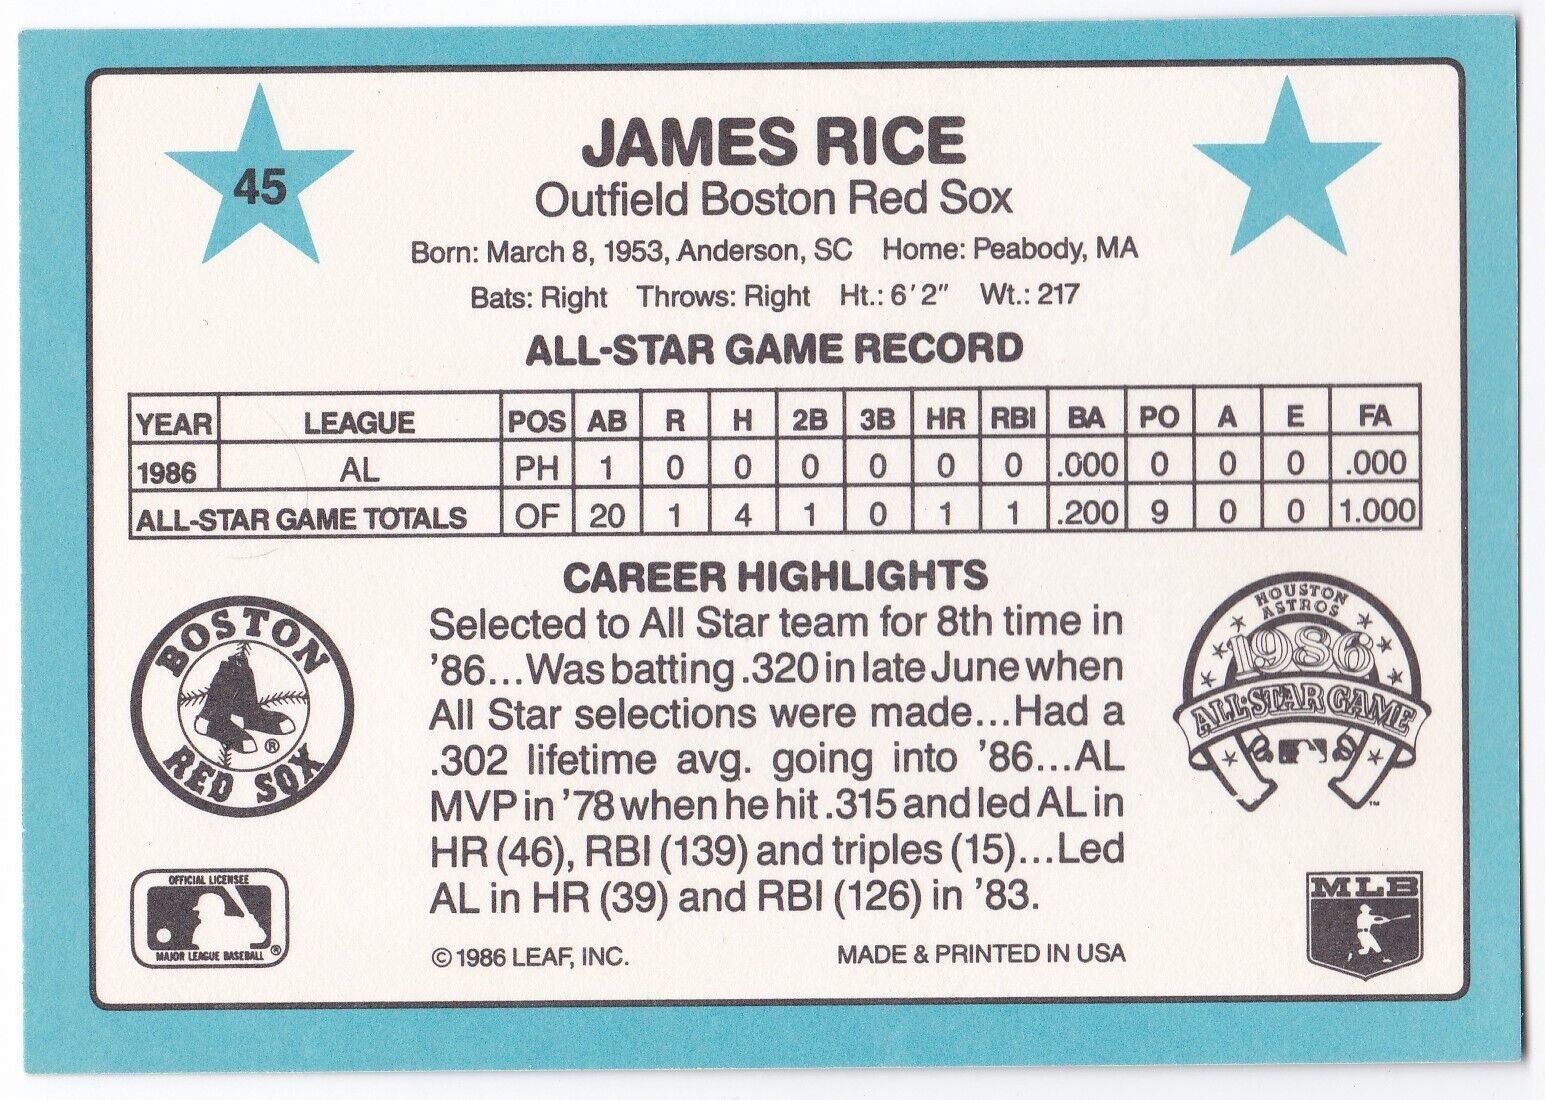 45
JAMES RICE
Outfield Boston Red Sox
Born: March 8, 1953, Anderson, SC Home: Peabody, MA
Bats: Right Throws: Right Ht.: 6'2" Wt.: 217
ALL-STAR GAME RECORD
YEAR LEAGUE POS AB R H 2B 3B HR RBI BA PO A E FA
1986 AL PH 1 0 0 0 0 0 0 .000 0 0 0 .000
ALL-STAR GAME TOTALS OF 20 1 4 1 0 1 1 .200 9 0 0 1.000
CAREER HIGHLIGHTS
Selected to All Star team for 8th time in
'86...Was batting .320 in late June when
All Star selections were made...Had a
.302 lifetime avg. going into '86...AL
MVP in '78 when he hit .315 and led AL in
HR (46), RBI (139) and triples (15)...Led
AL in HR (39) and RBI (126) in '83.
© 1986 LEAF, INC. MADE & PRINTED IN USA
BOSTON
RED SOX
®
OFFICIAL LICENSEE
MAJOR LEAGUE BASEBALL ®
HOUSTON
ASTROS
1986
ALL-STAR GAME
™
MLB